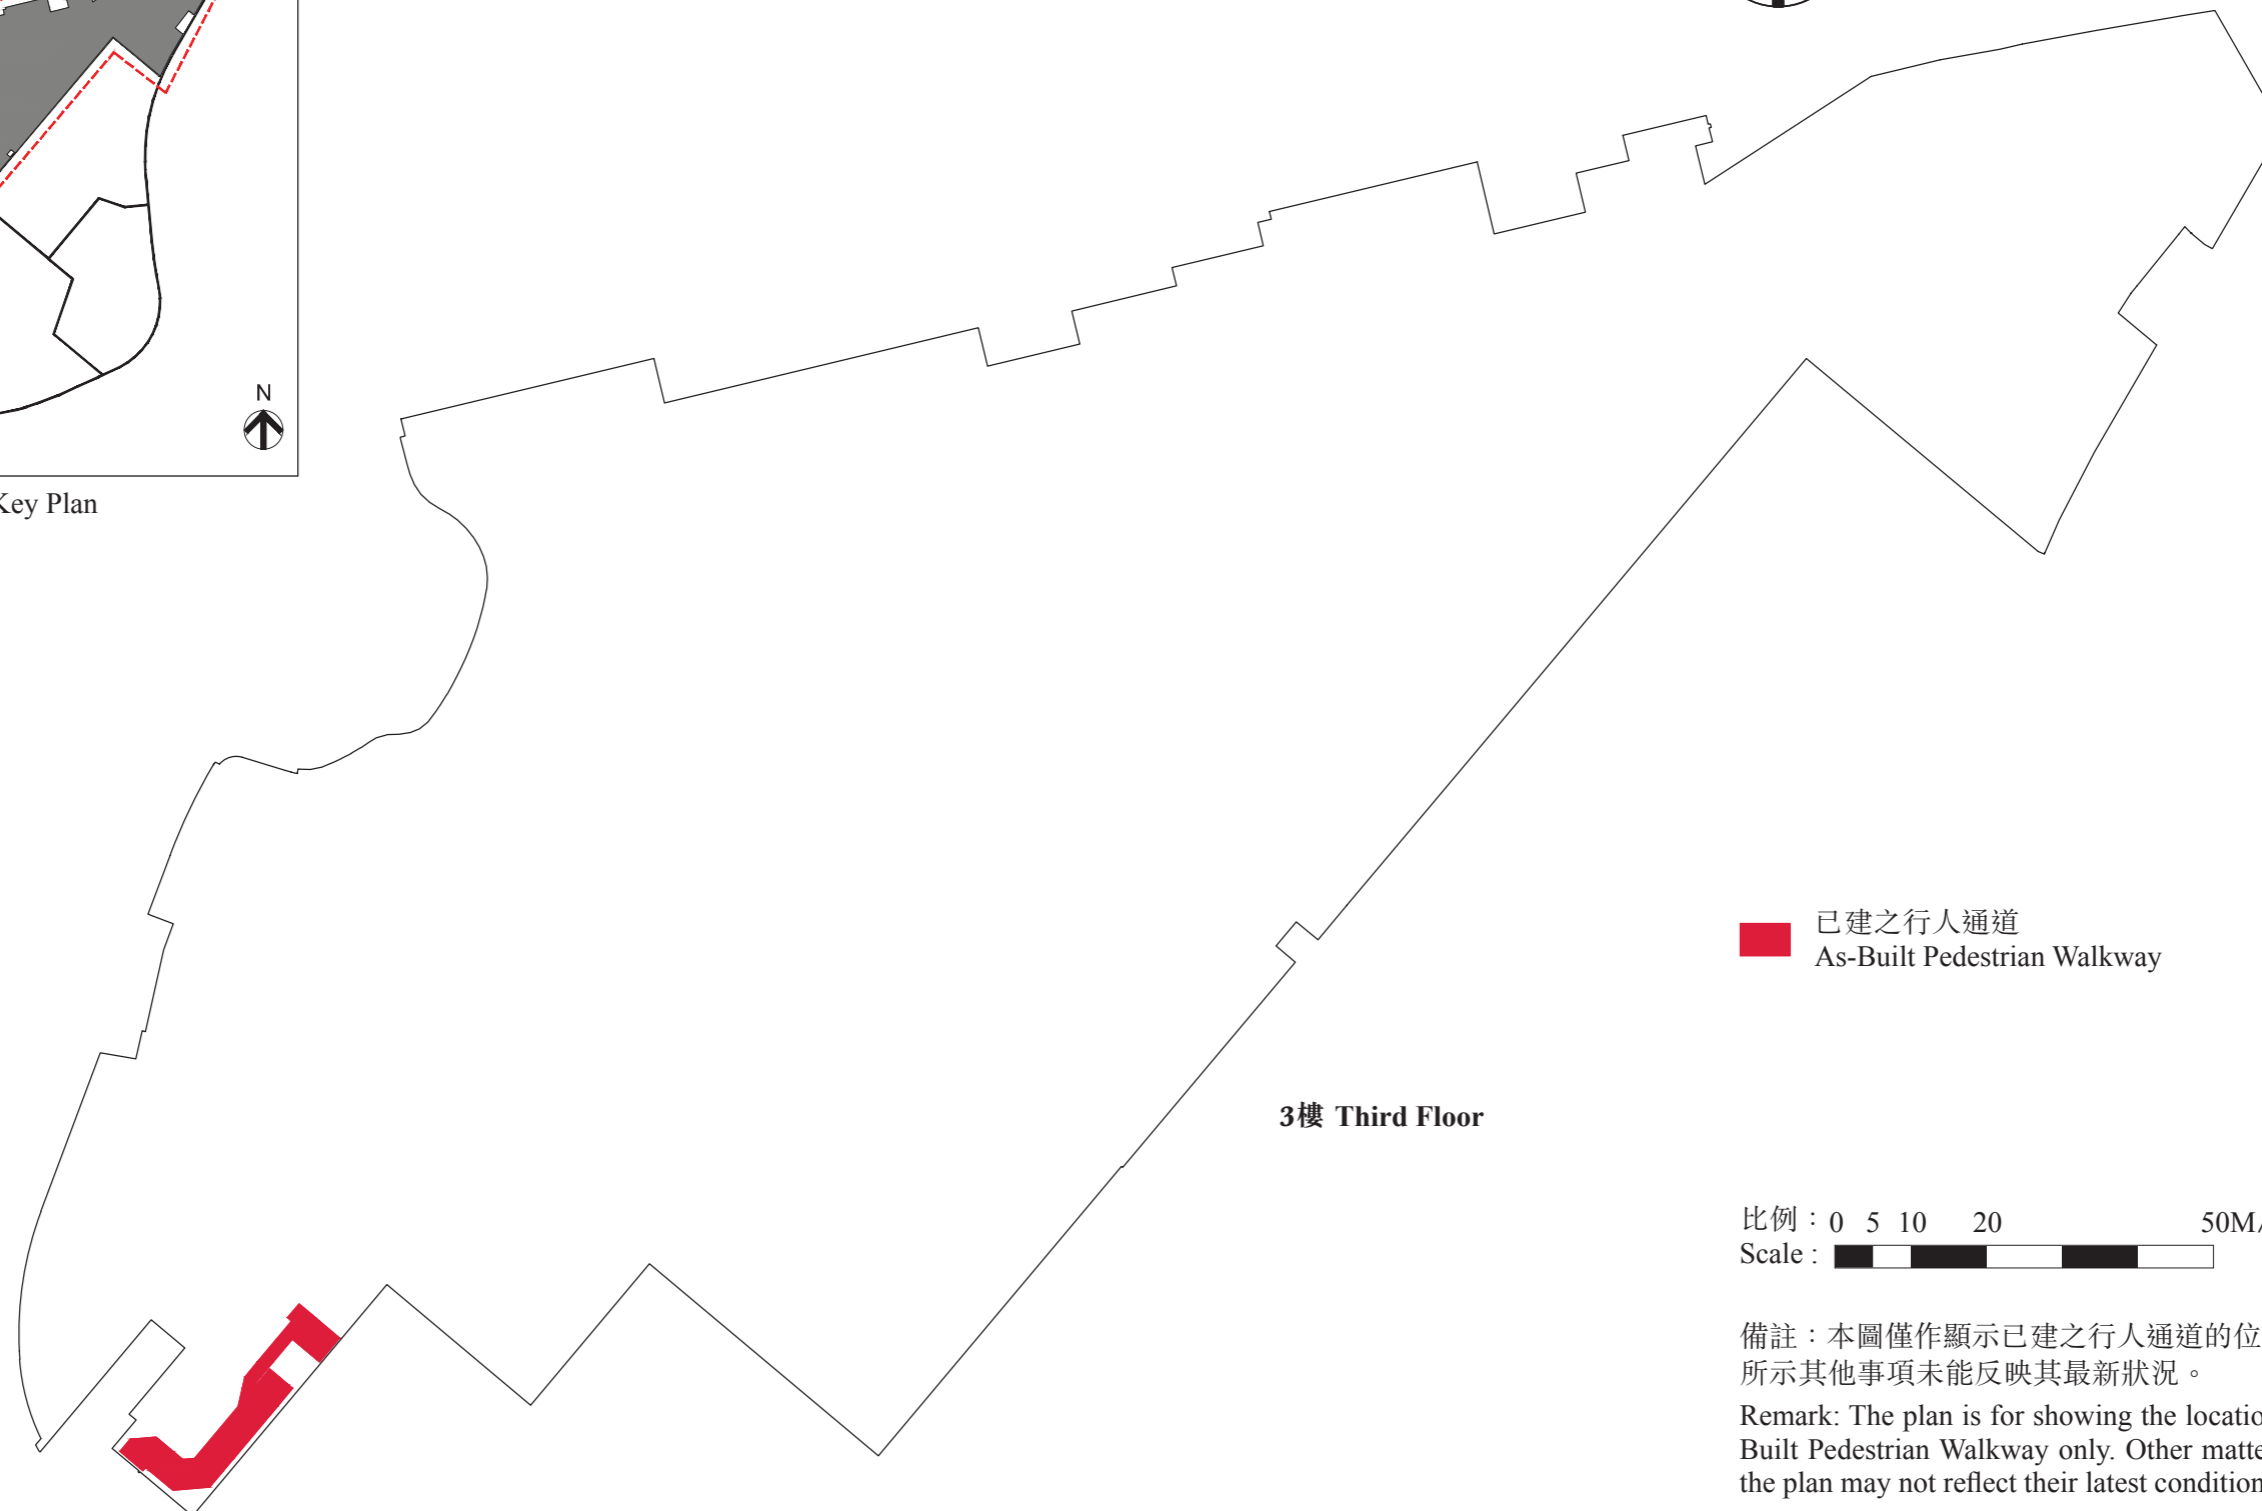 N
Key Plan
已建之行人通道
As-Built Pedestrian Walkway
3樓 Third Floor
比例：0 5 10 20 50M/
Scale :
備註：本圖僅作顯示已建之行人通道的位
所示其他事項未能反映其最新狀況。
Remark: The plan is for showing the locatio
Built Pedestrian Walkway only. Other matte
the plan may not reflect their latest condition